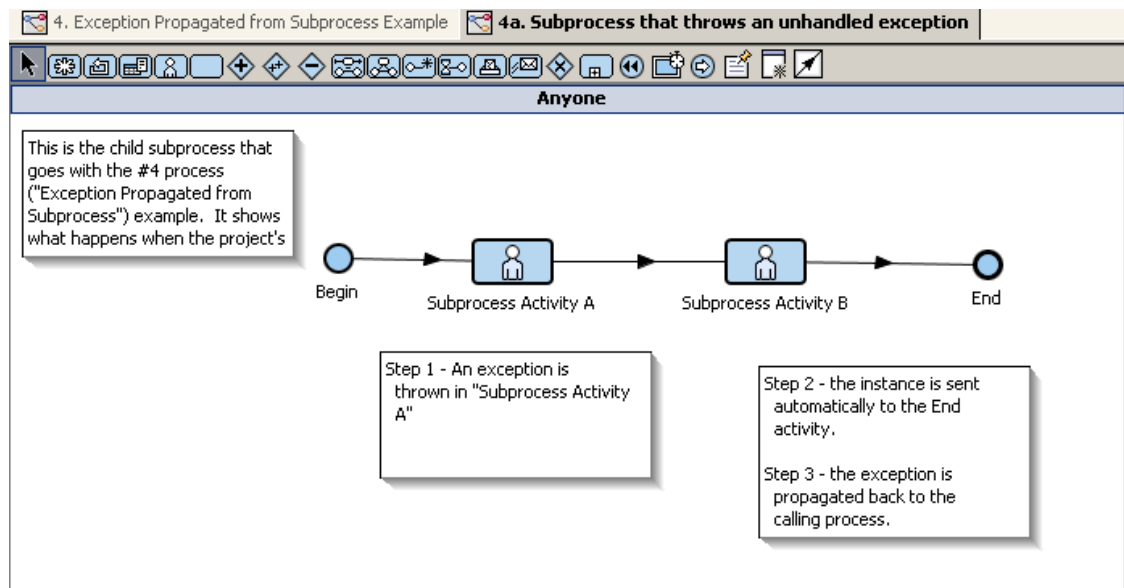 4. Exception Propagated from Subprocess Example
4a. Subprocess that throws an unhandled exception
Anyone
This is the child subprocess that
goes with the #4 process
("Exception Propagated from
Subprocess") example. It shows
what happens when the project's
Begin
Subprocess Activity A
Subprocess Activity B
End
Step 1 - An exception is
thrown in "Subprocess Activity
A"
Step 2 - the instance is sent
automatically to the End
activity.
Step 3 - the exception is
propagated back to the
calling process.